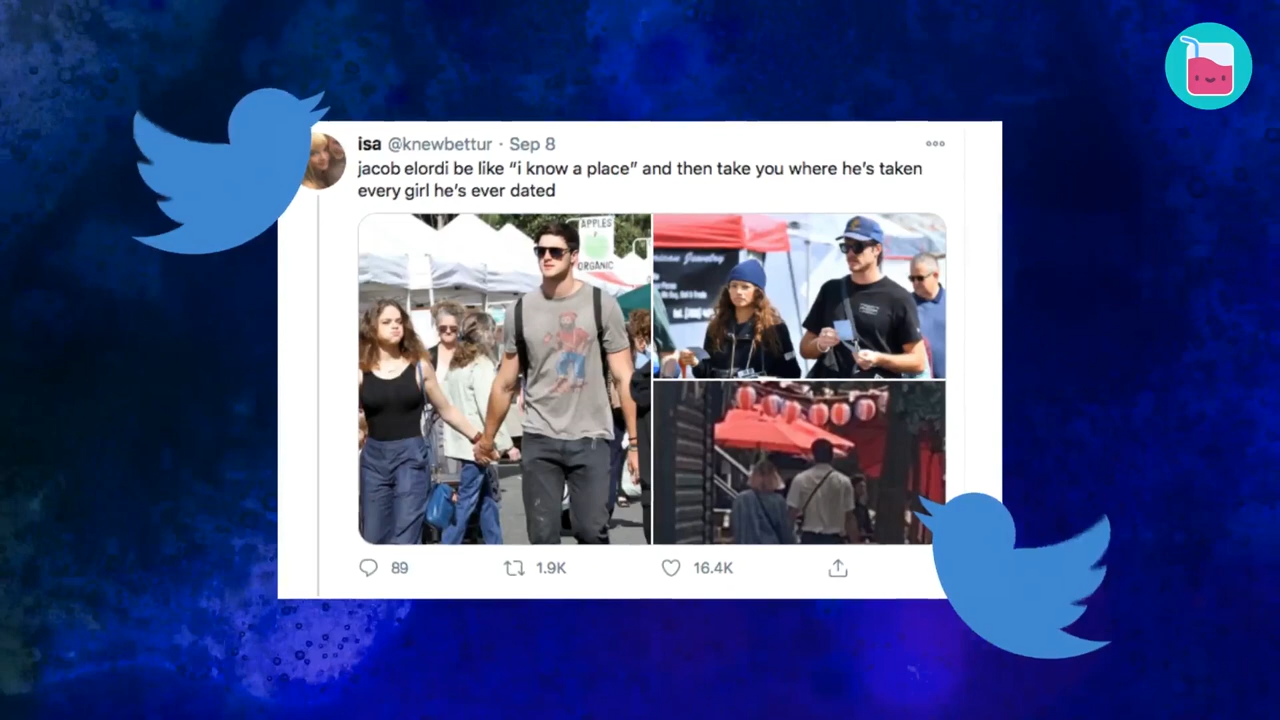 isa @knewbettur · Sep 8
jacob elordi be like “i know a place” and then take you where he’s taken
every girl he’s ever dated
APPLES
ORGANIC
89
1.9K
16.4K